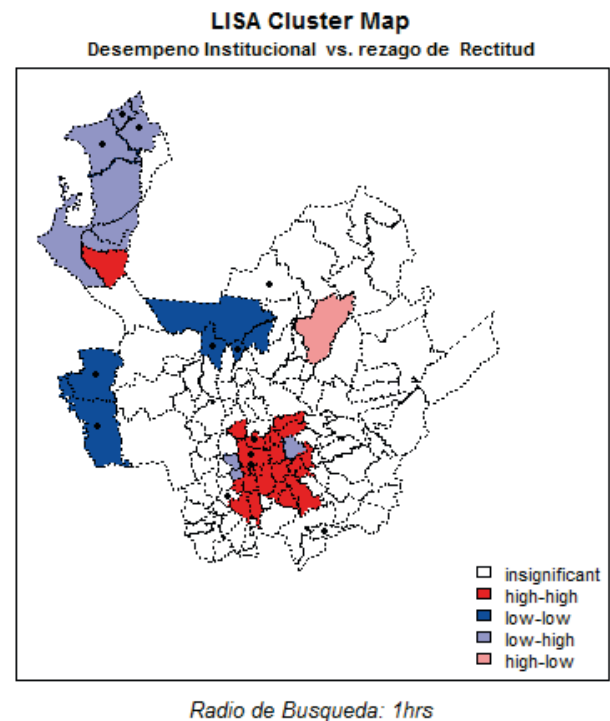 LISA Cluster Map
Desempeno Institucional vs. rezago de Rectitud
insignificant
high-high
low-low
low-high
high-low
Radio de Busqueda: 1hrs